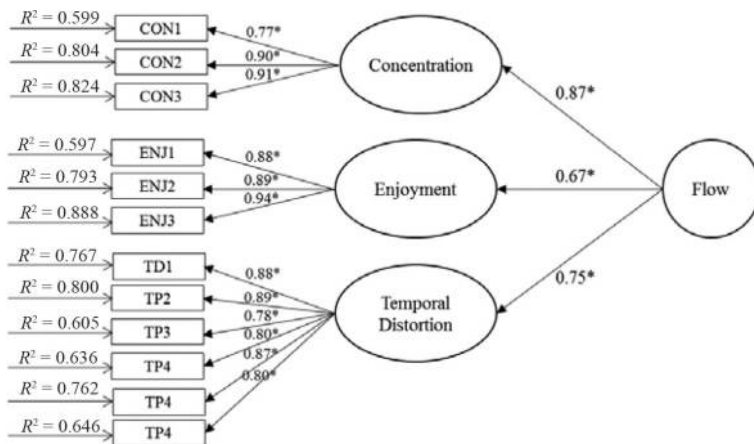 R² = 0.599
CON1
0.77*
R² = 0.804
CON2
0.90*
Concentration
R² = 0.824
CON3
0.91*
0.87*
R² = 0.597
ENJ1
0.88*
R² = 0.793
ENJ2
0.89*
Enjoyment
0.67*
Flow
R² = 0.888
ENJ3
0.94*
R² = 0.767
TD1
0.88*
0.75*
R² = 0.800
TP2
0.89*
R² = 0.605
TP3
0.78*
Temporal
Distortion
R² = 0.636
TP4
0.80*
R² = 0.762
TP4
0.87*
R² = 0.646
TP4
0.80*